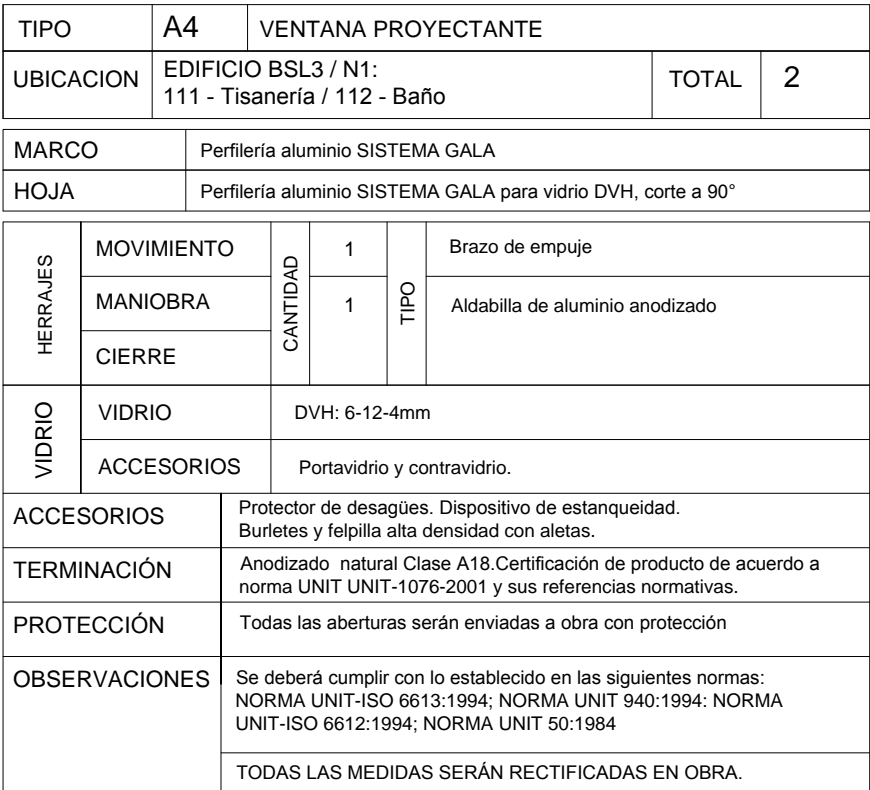 TIPO A4 VENTANA PROYECTANTE
UBICACION EDIFICIO BSL3 / N1:
111 - Tisanería / 112 - Baño
TOTAL 2
MARCO Perfilería aluminio SISTEMA GALA
HOJA Perfilería aluminio SISTEMA GALA para vidrio DVH, corte a 90°
HERRAJES
MOVIMIENTO
MANIOBRA
CIERRE
CANTIDAD
1
1
TIPO
Brazo de empuje
Aldabilla de aluminio anodizado
VIDRIO
VIDRIO DVH: 6-12-4mm
ACCESORIOS Portavidrio y contravidrio.
ACCESORIOS Protector de desagües. Dispositivo de estanqueidad.
Burletes y felpilla alta densidad con aletas.
TERMINACIÓN Anodizado natural Clase A18.Certificación de producto de acuerdo a
norma UNIT UNIT-1076-2001 y sus referencias normativas.
PROTECCIÓN Todas las aberturas serán enviadas a obra con protección
OBSERVACIONES Se deberá cumplir con lo establecido en las siguientes normas:
NORMA UNIT-ISO 6613:1994; NORMA UNIT 940:1994: NORMA
UNIT-ISO 6612:1994; NORMA UNIT 50:1984
TODAS LAS MEDIDAS SERÁN RECTIFICADAS EN OBRA.